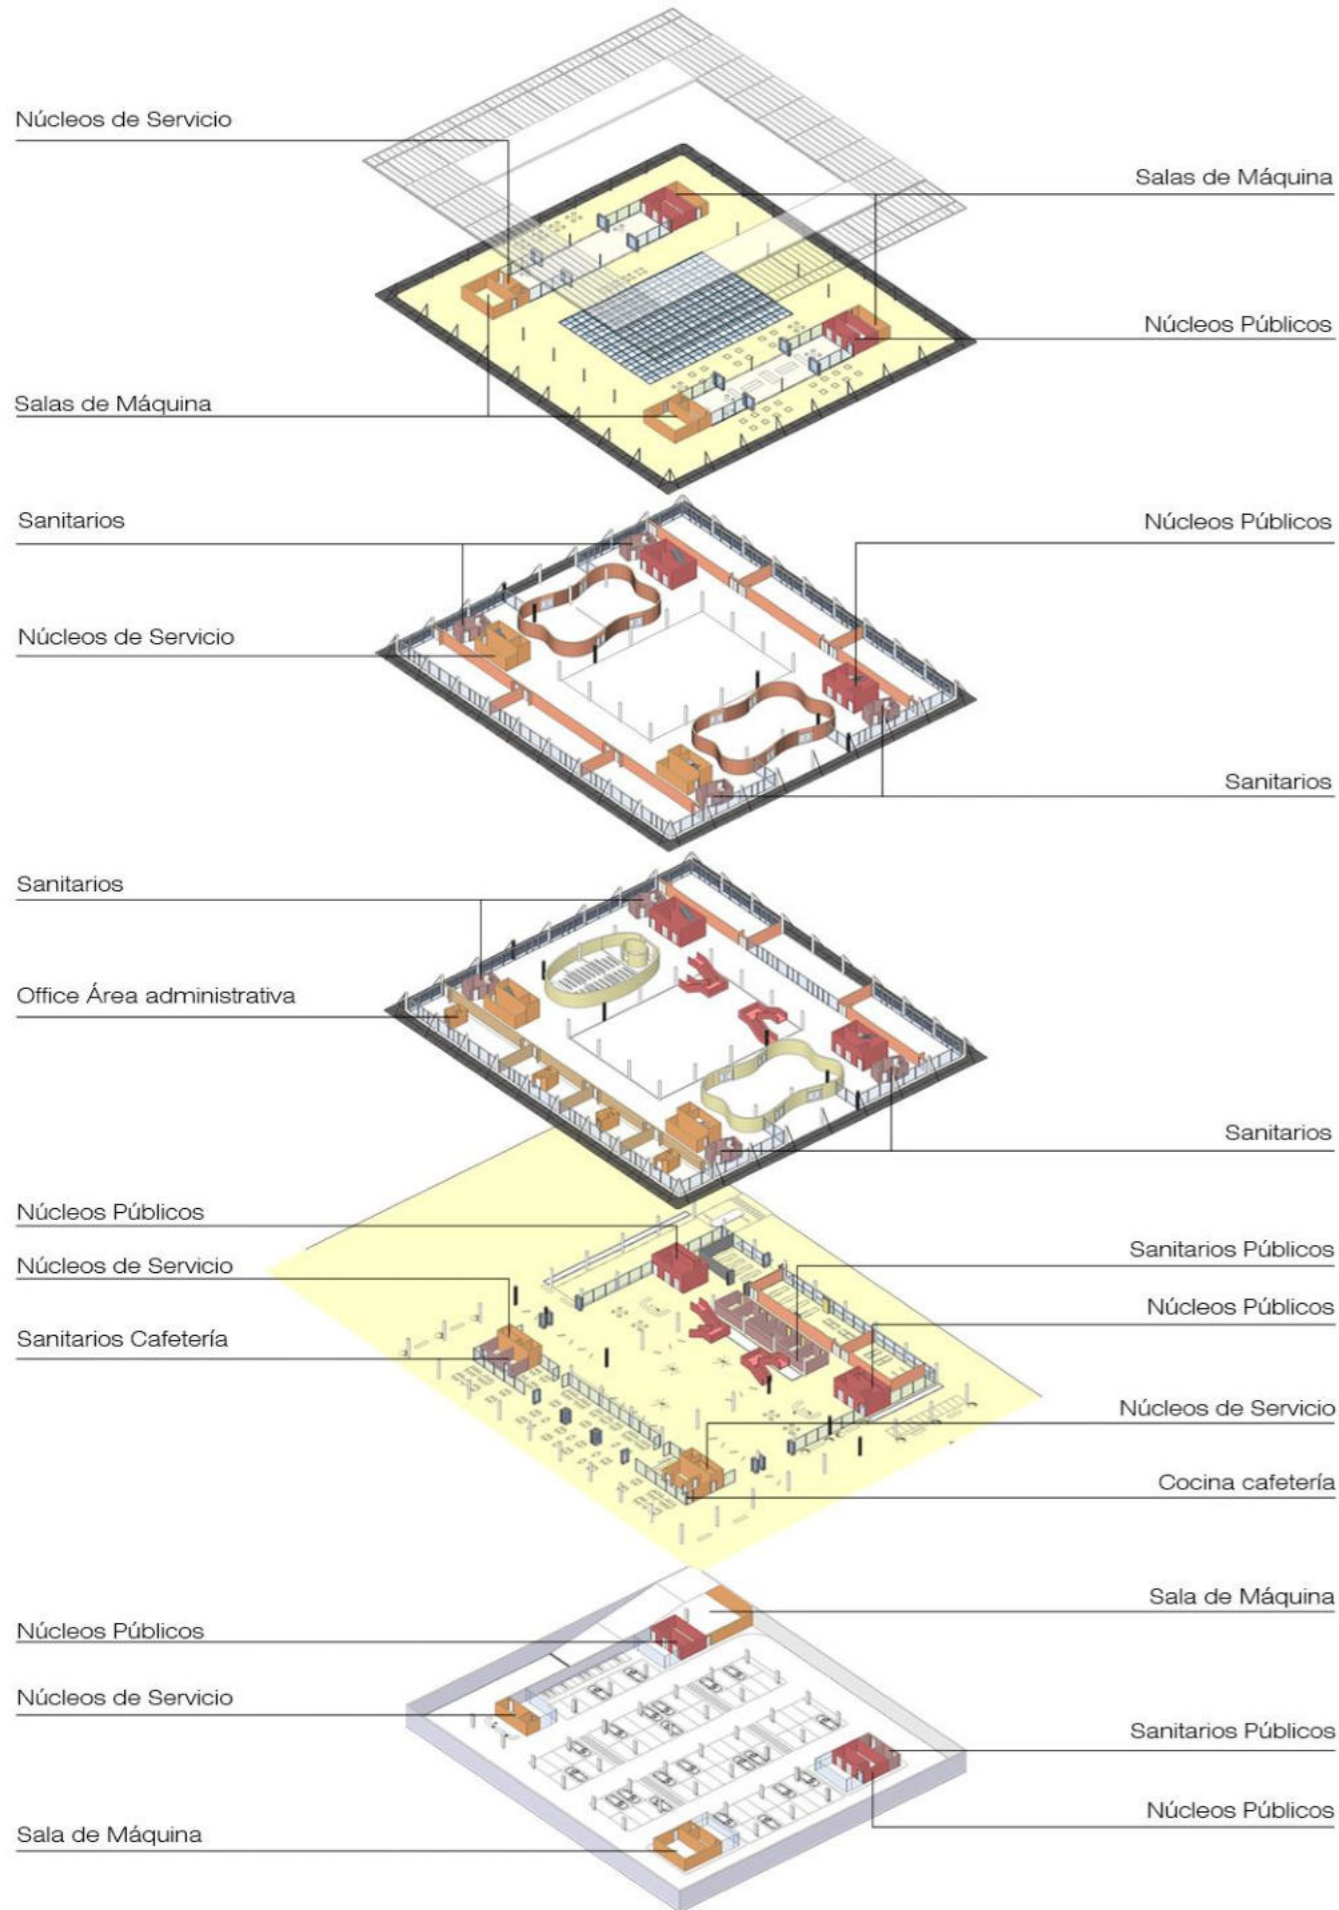 Núcleos de Servicio
Salas de Máquina
Núcleos Públicos
Salas de Máquina
Sanitarios
Núcleos Públicos
Núcleos de Servicio
Sanitarios
Sanitarios
Office Área administrativa
Sanitarios
Núcleos Públicos
Sanitarios Públicos
Núcleos de Servicio
Núcleos Públicos
Sanitarios Cafetería
Núcleos de Servicio
Cocina cafetería
Sala de Máquina
Núcleos Públicos
Núcleos de Servicio
Sanitarios Públicos
Núcleos Públicos
Sala de Máquina